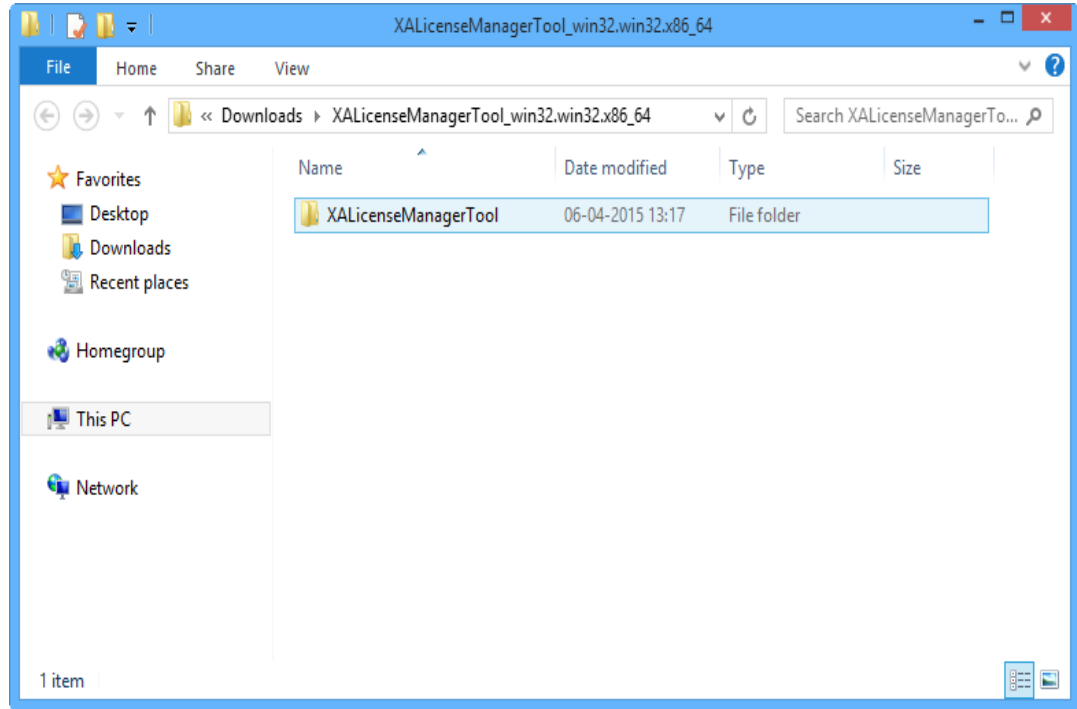 XALicenseManagerTool_win32.win32.x86_64
File Home Share View
« Downloads XALicenseManagerTool_win32.win32.x86_64 Search XALicenseManagerTo...
Name Date modified Type Size
XALicenseManagerTool 06-04-2015 13:17 File folder
Favorites
Desktop
Downloads
Recent places
Homegroup
This PC
Network
1 item